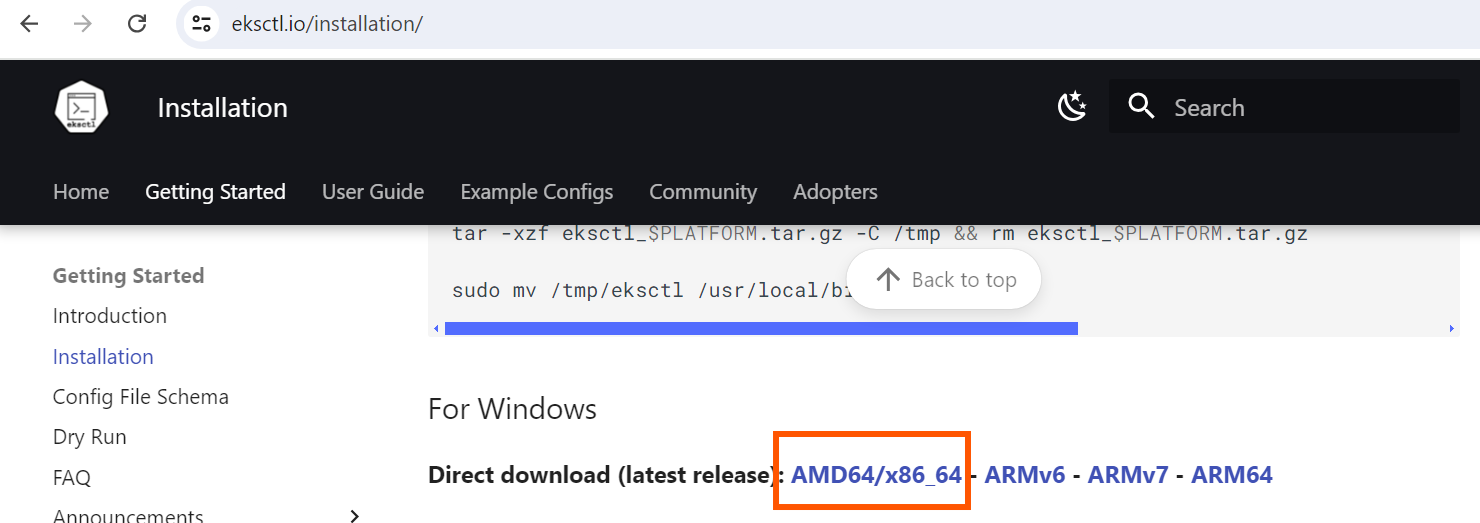 eksctl.io/installation/
eksctl
Installation
Search
Home Getting Started User Guide Example Configs Community Adopters
tar -xzf eksctl_$PLATFORM.tar.gz -C /tmp && rm eksctl_$PLATFORM.tar.gz
sudo mv /tmp/eksctl /usr/local/bi
Back to top
Getting Started
Introduction
Installation
Config File Schema
Dry Run
FAQ
Announcements
For Windows
Direct download (latest release): AMD64/x86_64 - ARMv6 - ARMv7 - ARM64